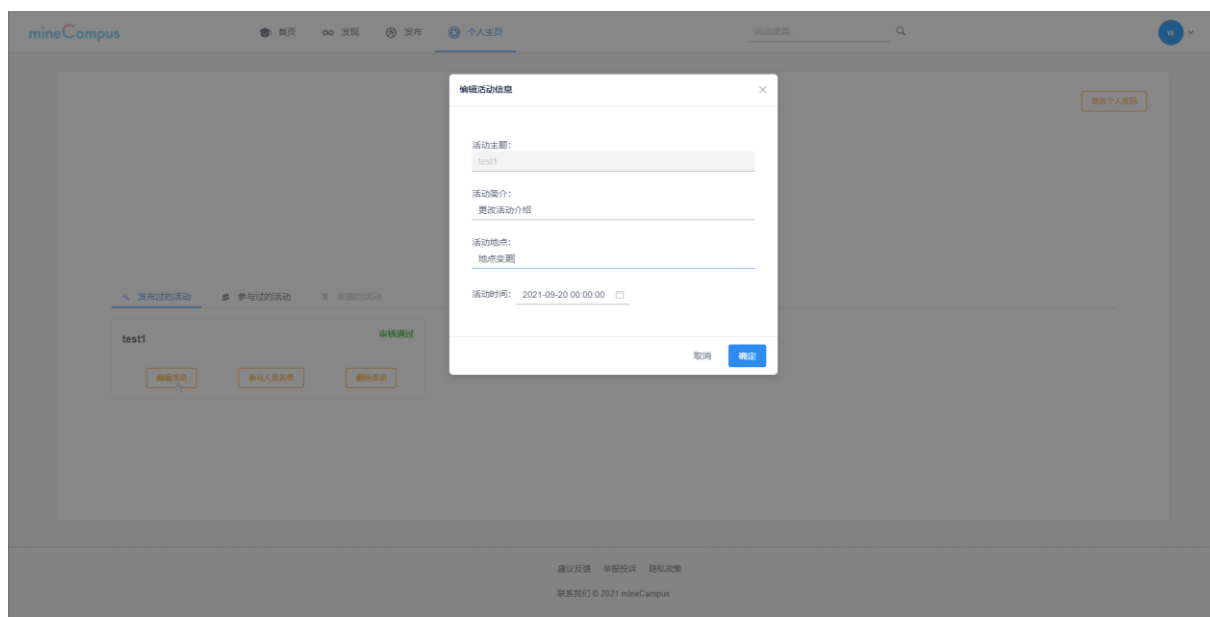 mineCampus
首页
发现
发布
个人主页
活动搜索...
w
编辑活动信息
修改个人密码
活动主题：
test1
活动简介：
更改活动介绍
活动地点：
地点变更
活动时间： 2021-09-20 00:00:00
取消 确定
发布过的活动 参与过的活动 收藏的活动
test1 审核通过
编辑活动 参与人员名单 删除活动
建议反馈 举报投诉 隐私政策
联系我们 © 2021 mineCampus